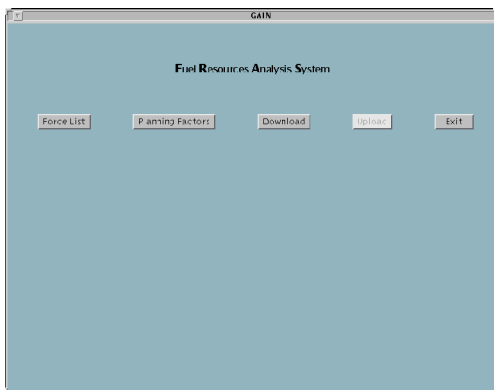 GAIN
Fuel Resources Analysis System
Force List Planning Factors Download Upload Exit